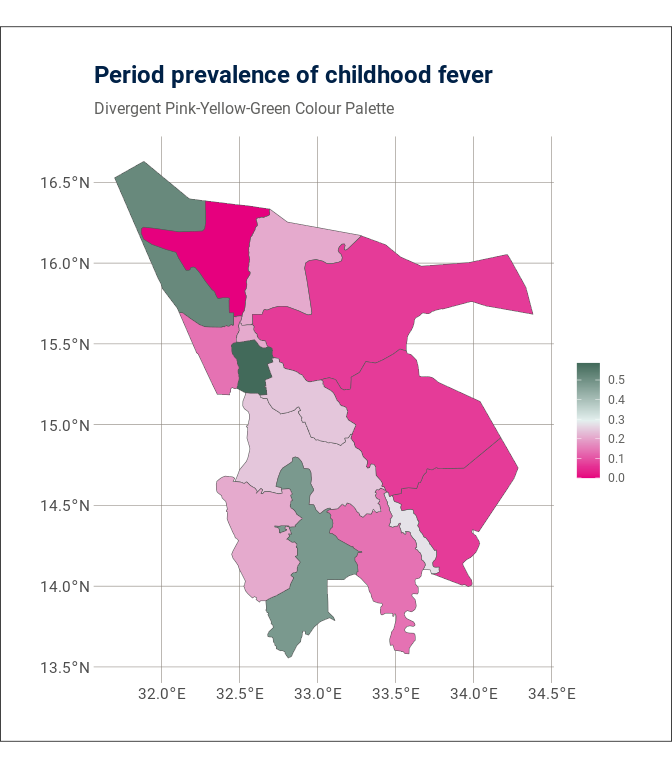 Period prevalence of childhood fever
Divergent Pink-Yellow-Green Colour Palette
16.5°N
16.0°N
15.5°N
15.0°N
14.5°N
14.0°N
13.5°N
0.5
0.4
0.3
0.2
0.1
0.0
32.0°E 32.5°E 33.0°E 33.5°E 34.0°E 34.5°E